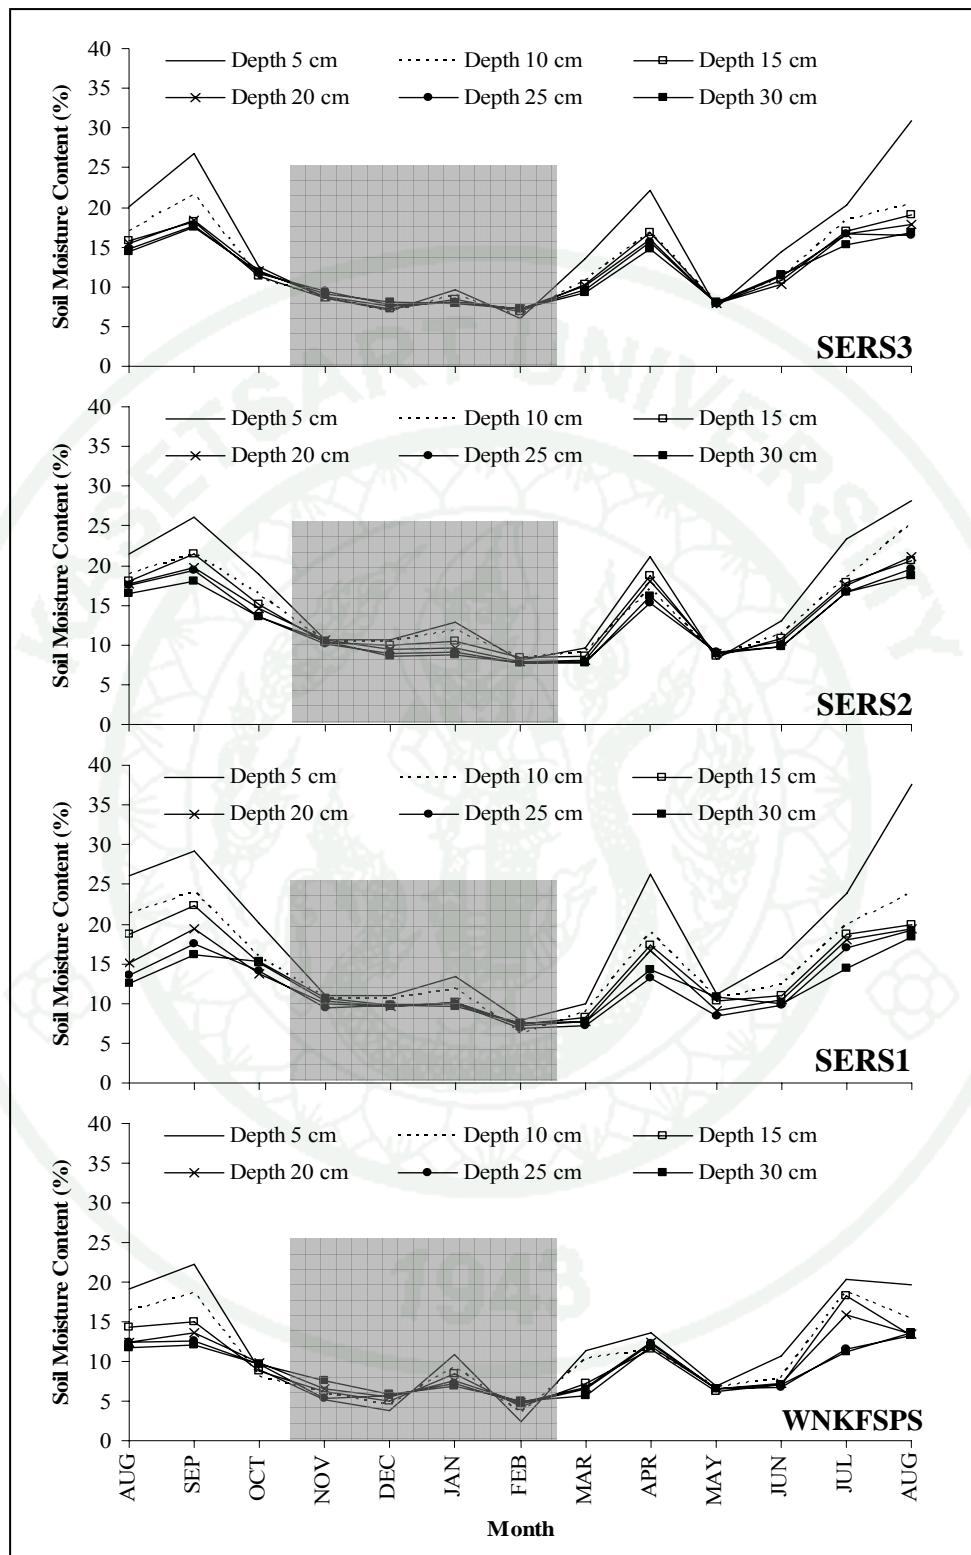 40
35
30
25
20
15
10
5
0
Soil Moisture Content (%)
Depth 5 cm Depth 10 cm Depth 15 cm
Depth 20 cm Depth 25 cm Depth 30 cm
SERS3
40
35
30
25
20
15
10
5
0
Soil Moisture Content (%)
Depth 5 cm Depth 10 cm Depth 15 cm
Depth 20 cm Depth 25 cm Depth 30 cm
SERS2
40
35
30
25
20
15
10
5
0
Soil Moisture Content (%)
Depth 5 cm Depth 10 cm Depth 15 cm
Depth 20 cm Depth 25 cm Depth 30 cm
SERS1
40
35
30
25
20
15
10
5
0
Soil Moisture Content (%)
Depth 5 cm Depth 10 cm Depth 15 cm
Depth 20 cm Depth 25 cm Depth 30 cm
WNKFSPS
AUG SEP OCT NOV DEC JAN FEB MAR APR MAY JUN JUL AUG
Month
KASETSART UNIVERSITY
1943